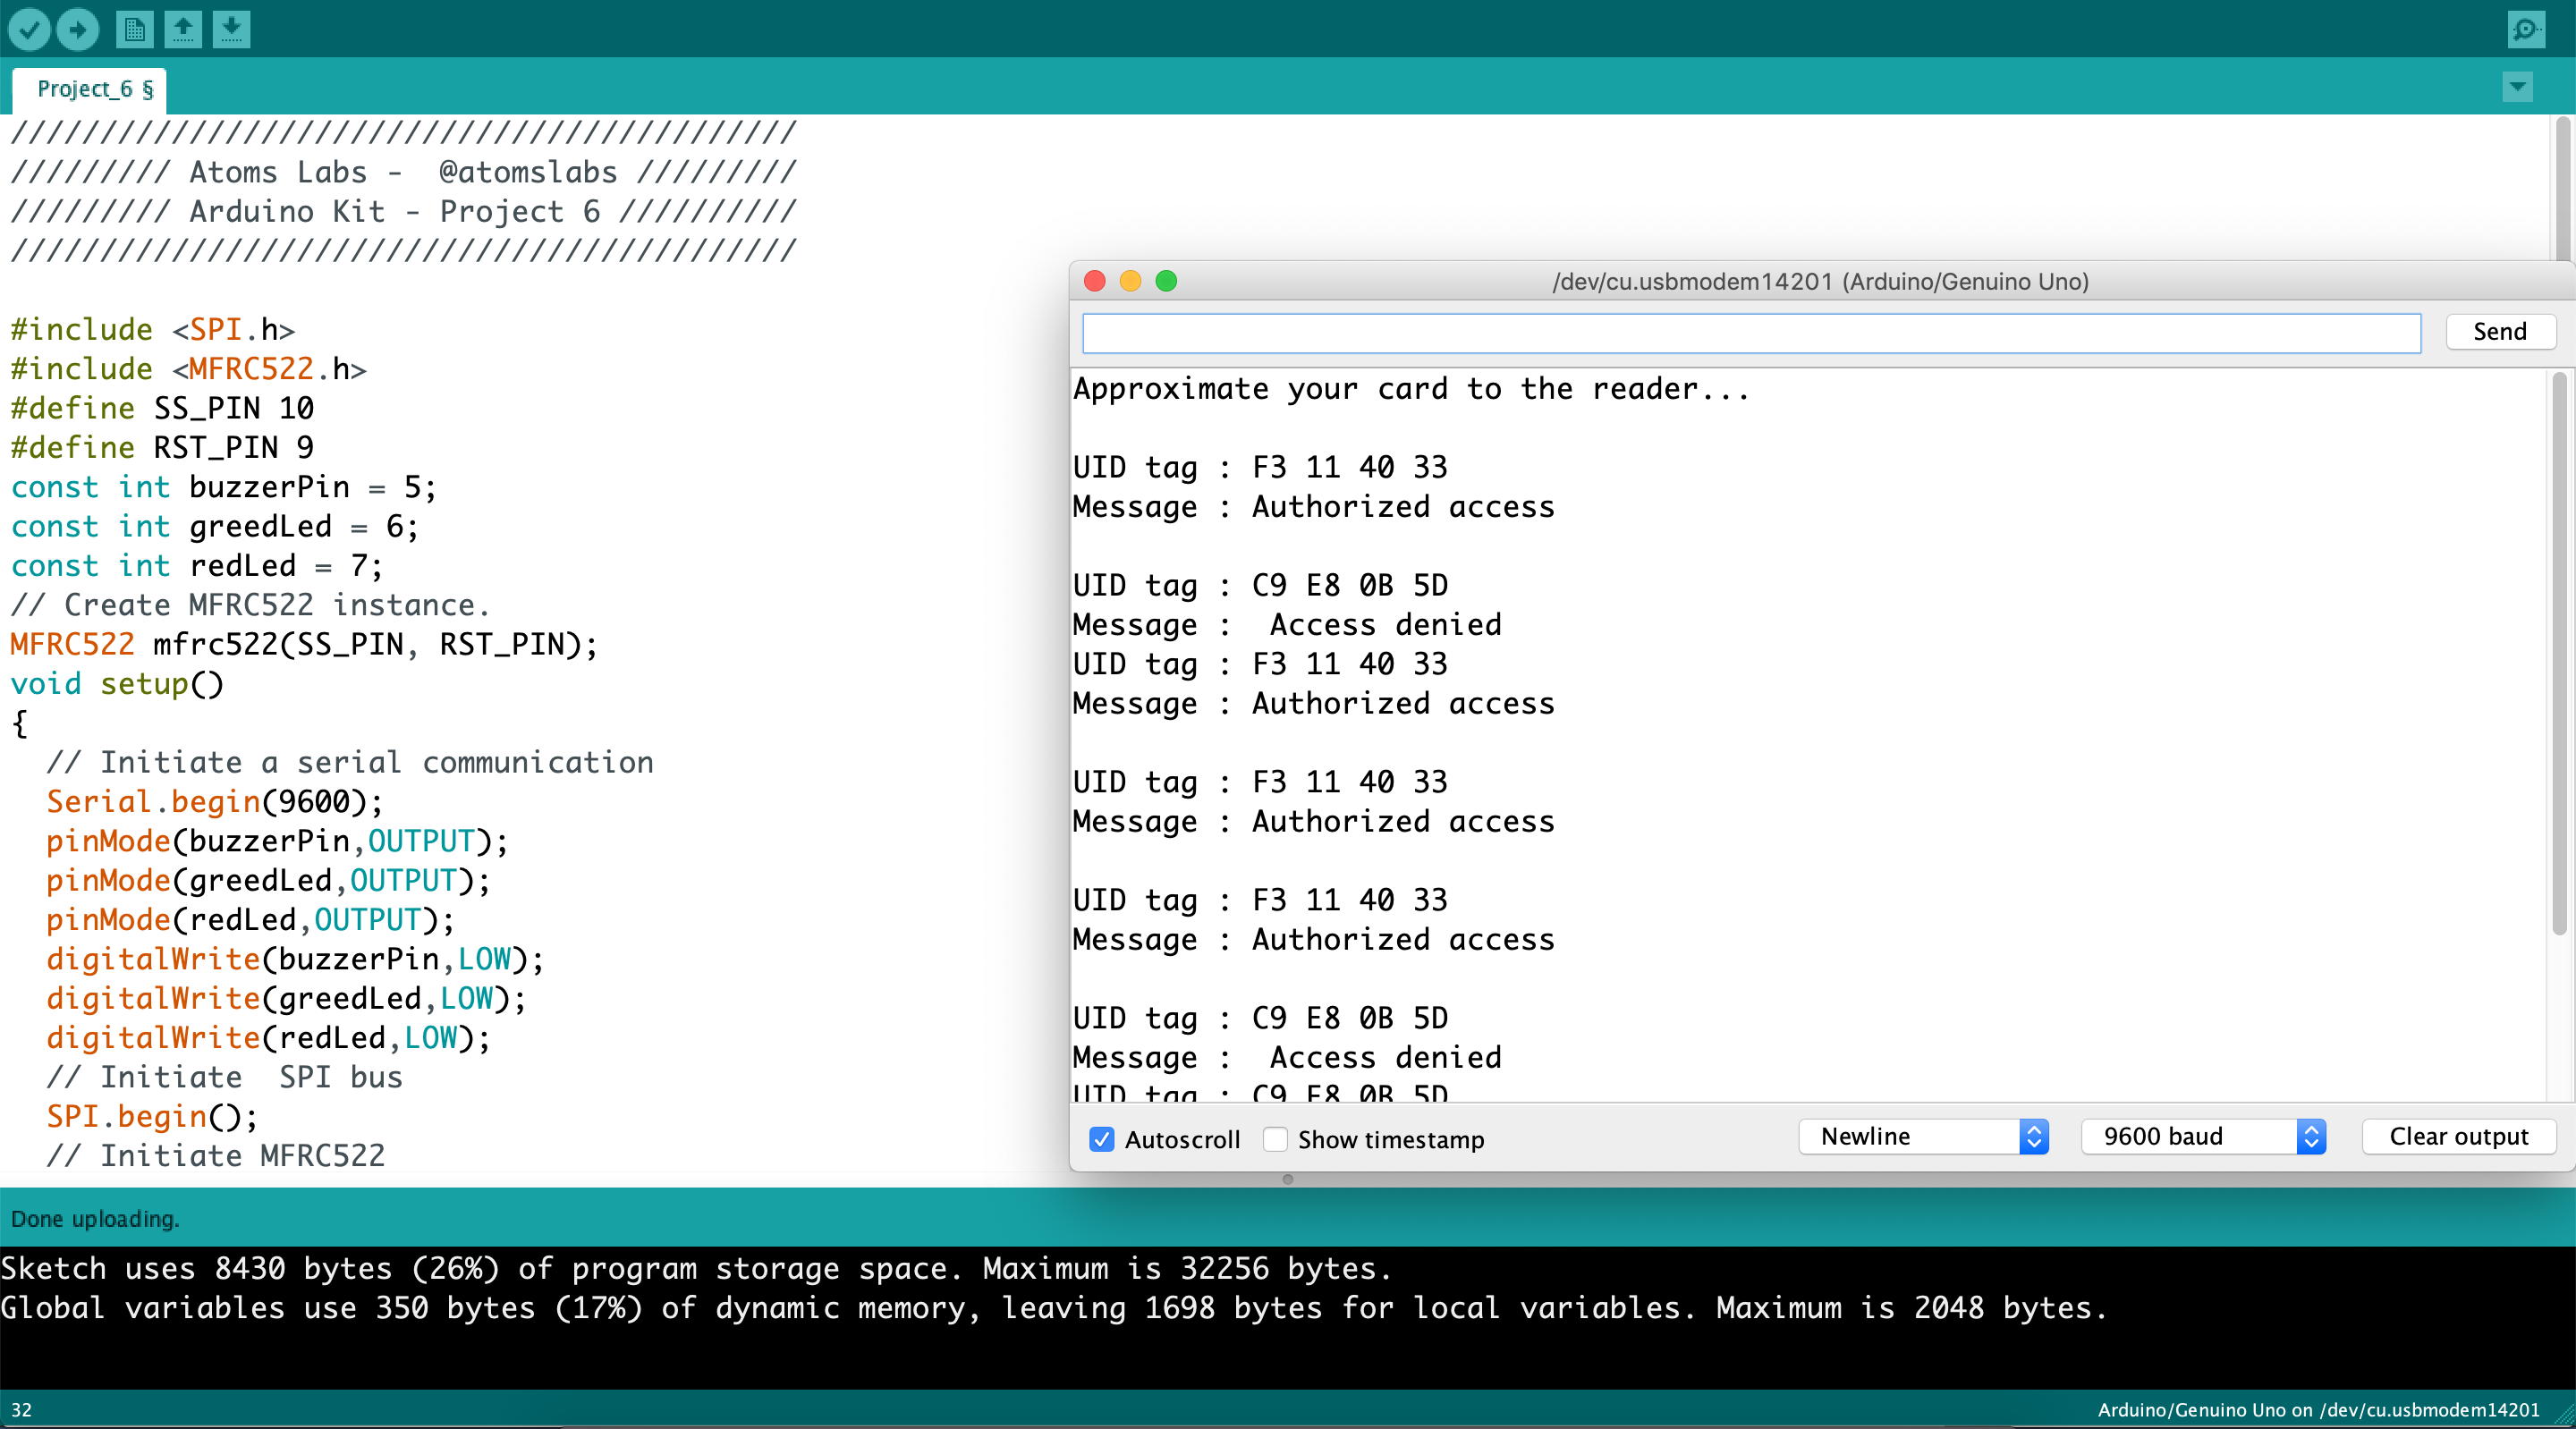 Project_6 §
////////////////////////////////////////////
///////// Atoms Labs -  @atomslabs /////////
///////// Arduino Kit - Project 6 //////////
////////////////////////////////////////////
#include <SPI.h>
#include <MFRC522.h>
#define SS_PIN 10
#define RST_PIN 9
const int buzzerPin = 5;
const int greedLed = 6;
const int redLed = 7;
// Create MFRC522 instance.
MFRC522 mfrc522(SS_PIN, RST_PIN);
void setup()
{
  // Initiate a serial communication
  Serial.begin(9600);
  pinMode(buzzerPin,OUTPUT);
  pinMode(greedLed,OUTPUT);
  pinMode(redLed,OUTPUT);
  digitalWrite(buzzerPin,LOW);
  digitalWrite(greedLed,LOW);
  digitalWrite(redLed,LOW);
  // Initiate  SPI bus
  SPI.begin();
  // Initiate MFRC522
/dev/cu.usbmodem14201 (Arduino/Genuino Uno)
Send
Approximate your card to the reader...
UID tag : F3 11 40 33
Message : Authorized access
UID tag : C9 E8 0B 5D
Message :  Access denied
UID tag : F3 11 40 33
Message : Authorized access
UID tag : F3 11 40 33
Message : Authorized access
UID tag : F3 11 40 33
Message : Authorized access
UID tag : C9 E8 0B 5D
Message :  Access denied
UID tag : C9 E8 0B 5D
Autoscroll Show timestamp Newline 9600 baud Clear output
Done uploading.
Sketch uses 8430 bytes (26%) of program storage space. Maximum is 32256 bytes.
Global variables use 350 bytes (17%) of dynamic memory, leaving 1698 bytes for local variables. Maximum is 2048 bytes.
32 Arduino/Genuino Uno on /dev/cu.usbmodem14201